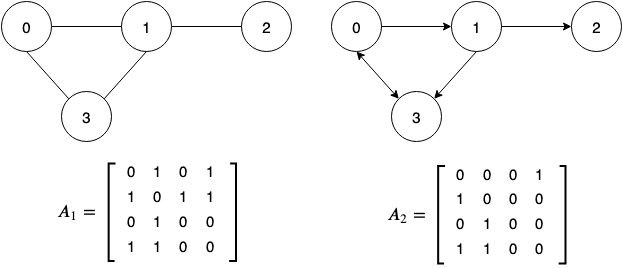 0 1 2 0 1 2
3 3
A₁ = A₂ =
0 1 0 1
1 0 1 1
0 1 0 0
1 1 0 0
0 0 0 1
1 0 0 0
0 1 0 0
1 1 0 0